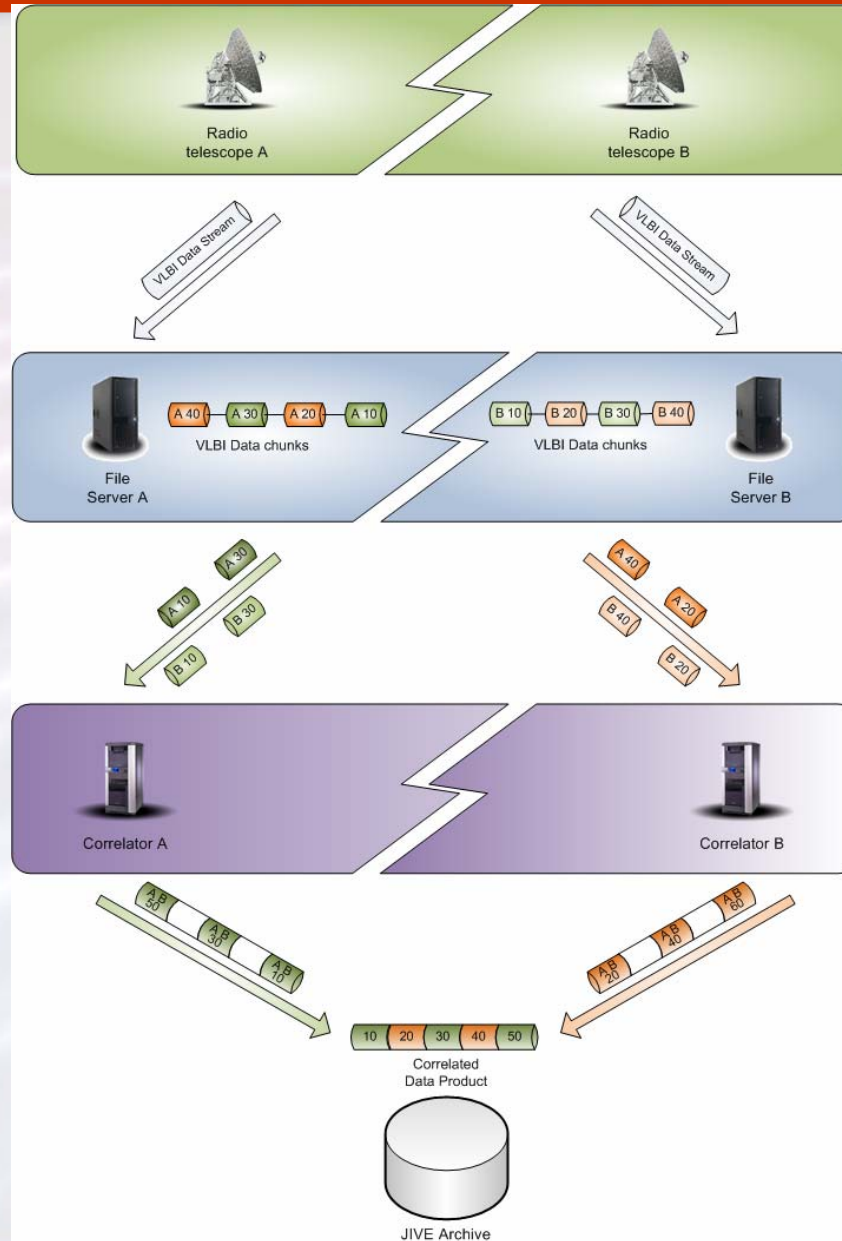 Radio
telescope A
Radio
telescope B
VLBI Data Stream
VLBI Data Stream
A 40
A 30
A 20
A 10
VLBI Data chunks
File
Server A
B 10
B 20
B 30
B 40
VLBI Data chunks
File
Server B
A 30
A 10
B 30
B 10
A 40
A 20
B 40
B 20
Correlator A
Correlator B
A B
50
A B
30
A B
10
A B
60
A B
40
A B
20
10
20
30
40
50
Correlated
Data Product
JIVE Archive